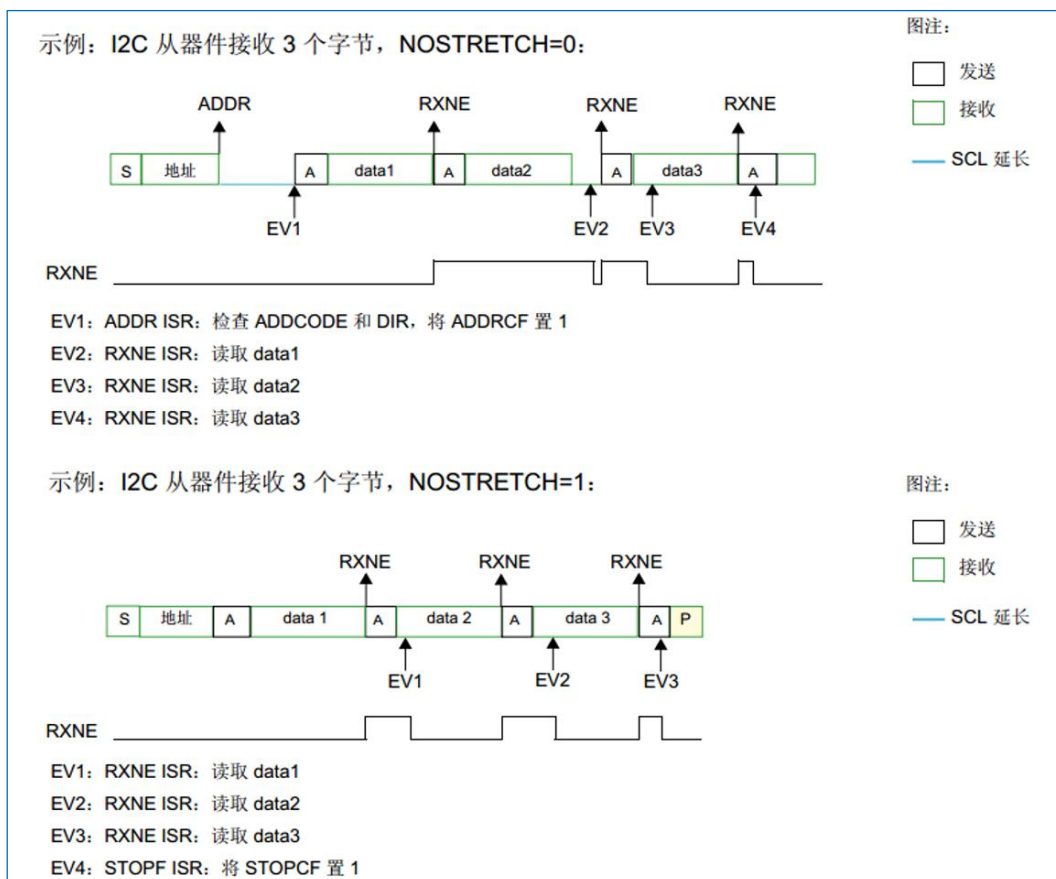 示例：I2C 从器件接收 3 个字节，NOSTRETCH=0：
图注：
发送
接收
SCL 延长
ADDR RXNE RXNE RXNE
S 地址 A data1 A data2 A data3 A
EV1 EV2 EV3 EV4
RXNE
EV1：ADDR ISR：检查 ADDCODE 和 DIR，将 ADDRCF 置 1
EV2：RXNE ISR：读取 data1
EV3：RXNE ISR：读取 data2
EV4：RXNE ISR：读取 data3
示例：I2C 从器件接收 3 个字节，NOSTRETCH=1：
图注：
发送
接收
SCL 延长
RXNE RXNE RXNE
S 地址 A data 1 A data 2 A data 3 A P
EV1 EV2 EV3
RXNE
EV1：RXNE ISR：读取 data1
EV2：RXNE ISR：读取 data2
EV3：RXNE ISR：读取 data3
EV4：STOPF ISR：将 STOPCF 置 1